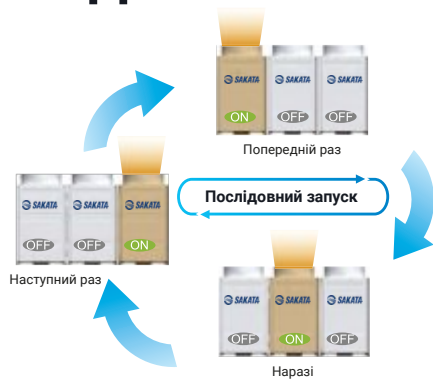 SAKATA SAKATA SAKATA
ON OFF OFF
Попередній раз
SAKATA SAKATA SAKATA
OFF OFF ON
Наступний раз
Послідовний запуск
SAKATA SAKATA SAKATA
OFF ON OFF
Наразі